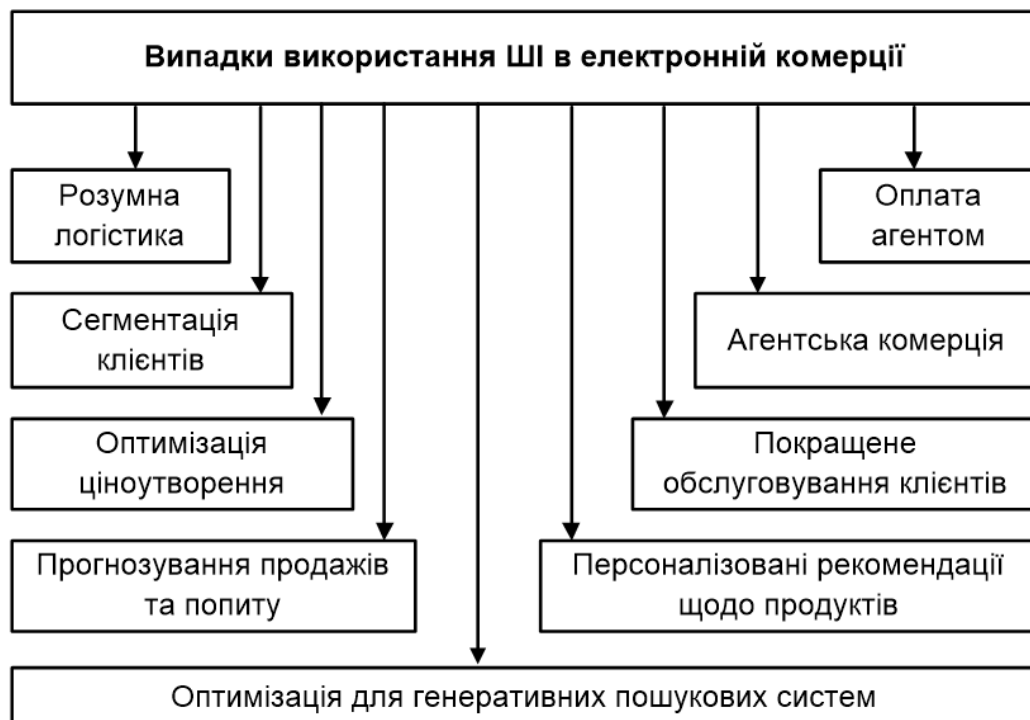 Випадки використання ШІ в електронній комерції
Розумна
логістика
Оплата
агентом
Сегментація
клієнтів
Агентська комерція
Оптимізація
ціноутворення
Покращене
обслуговування клієнтів
Прогнозування продажів
та попиту
Персоналізовані рекомендації
щодо продуктів
Оптимізація для генеративних пошукових систем